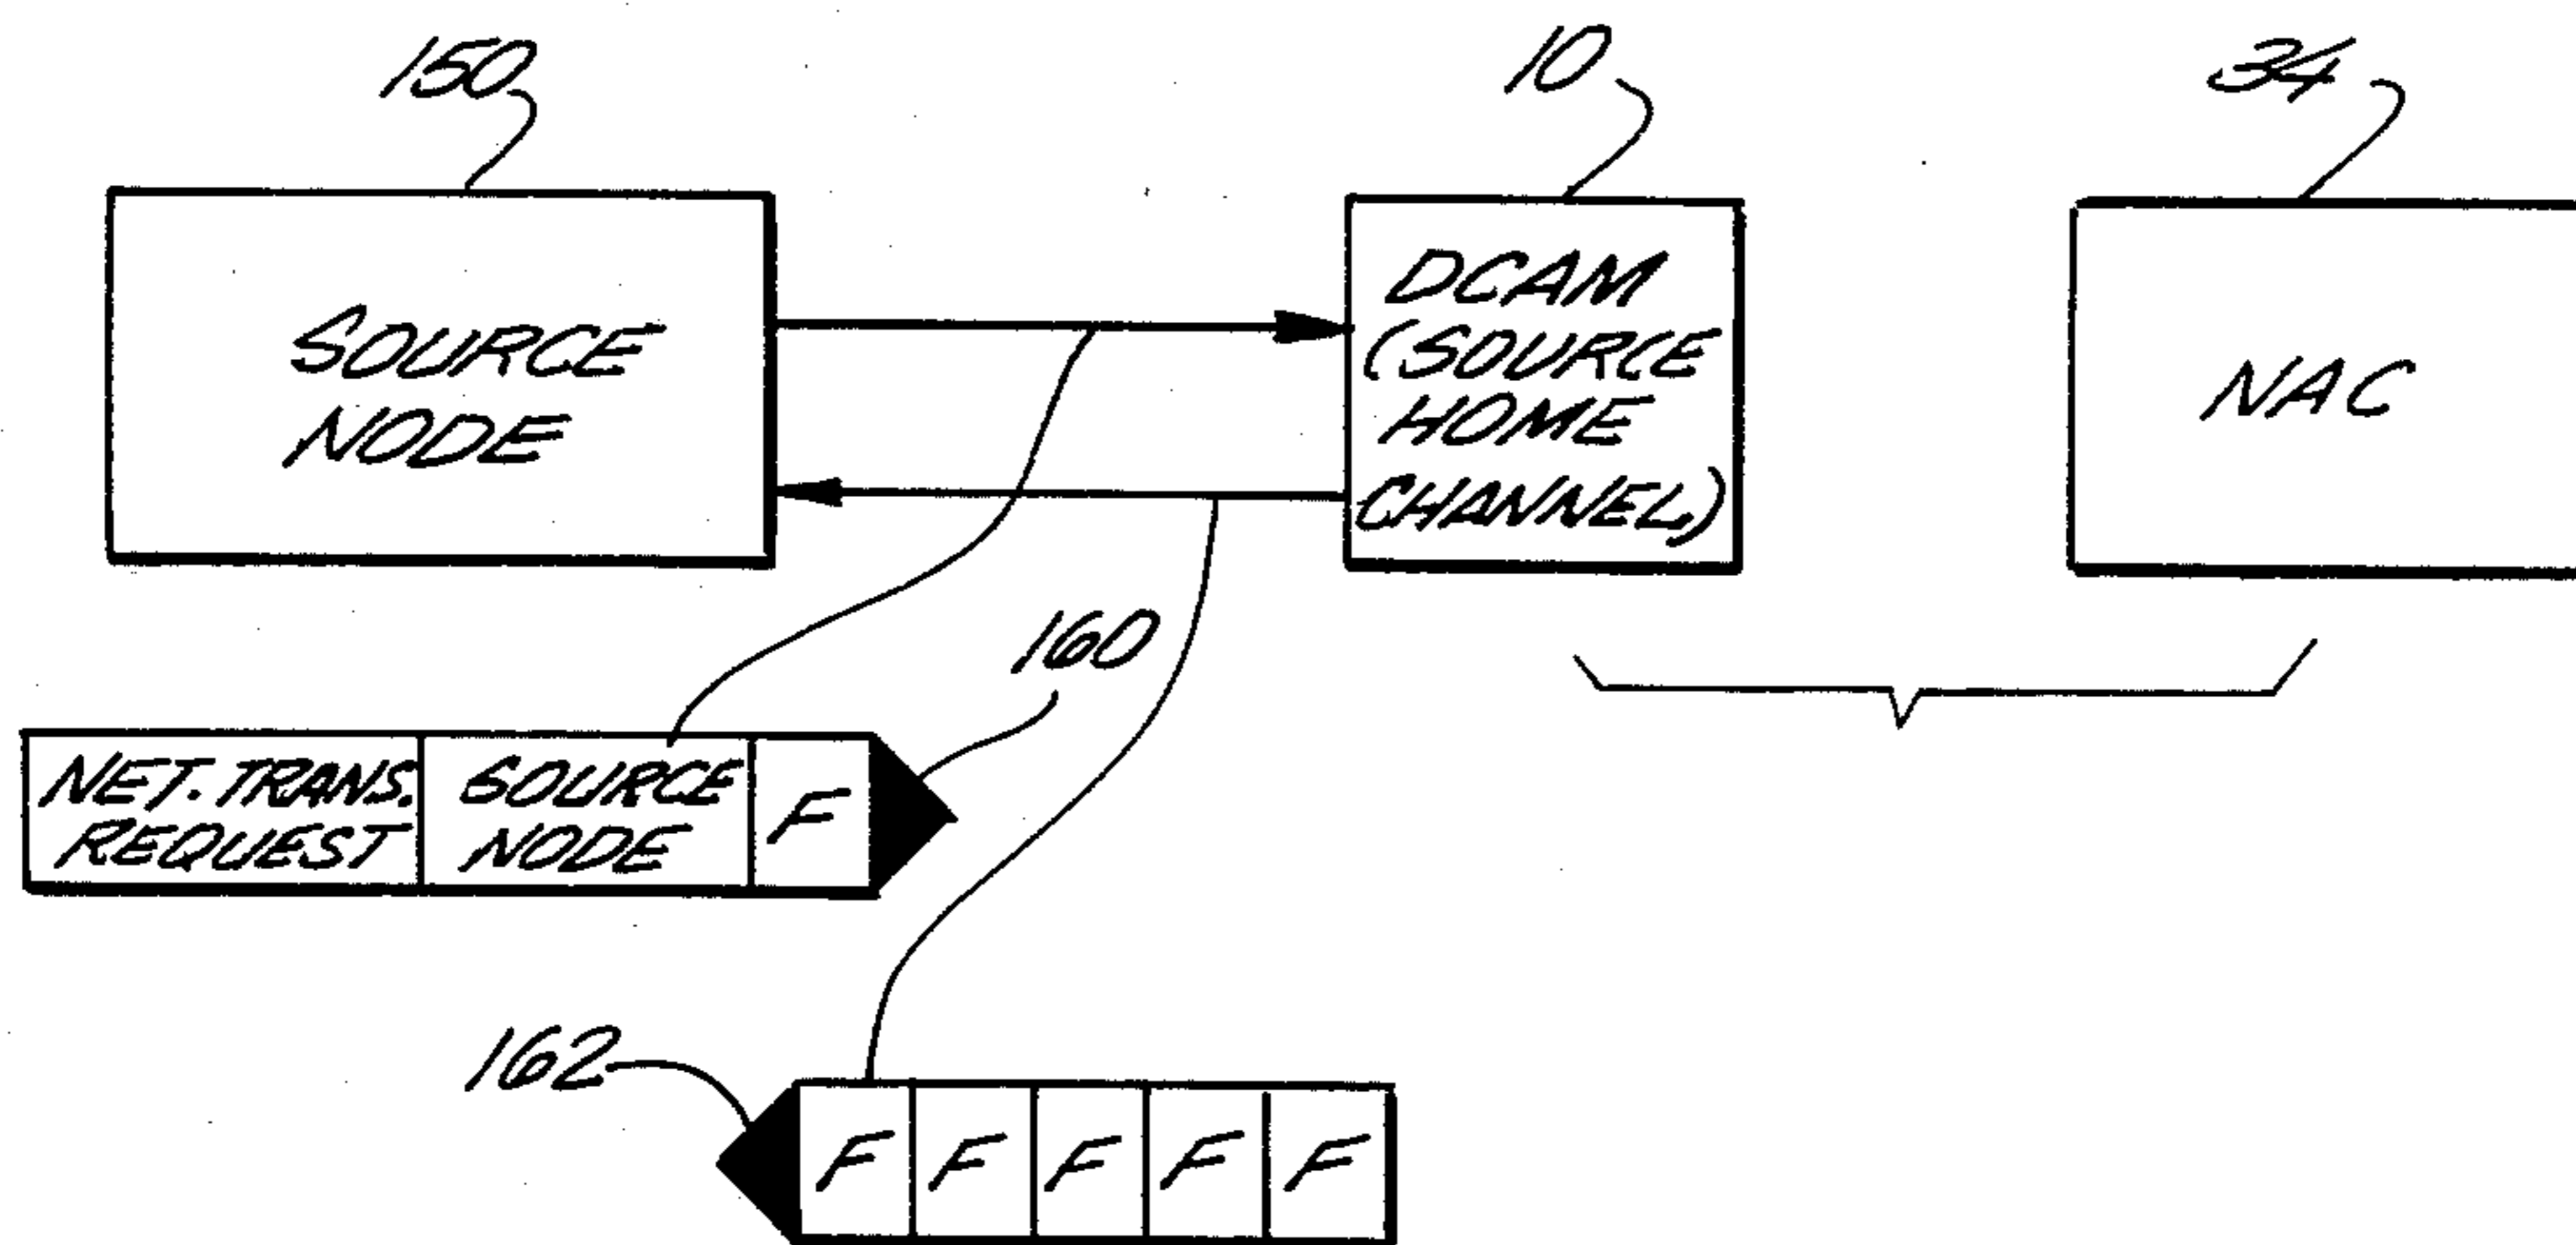 150
10
34
SOURCE
NODE
DCAM
(SOURCE
HOME
CHANNEL)
NAC
160
NET. TRANS.
REQUEST
SOURCE
NODE
F
162
F F F F F